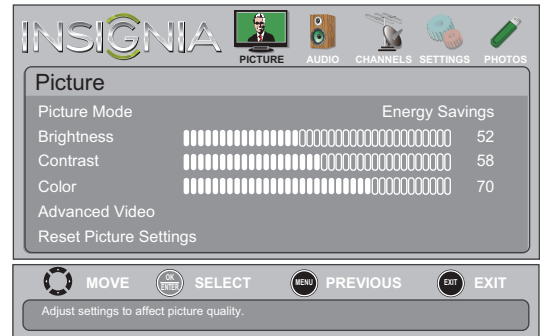 INSIGNIA
PICTURE AUDIO CHANNELS SETTINGS PHOTOS
Picture
Picture Mode Energy Savings
Brightness 52
Contrast 58
Color 70
Advanced Video
Reset Picture Settings
MOVE OK ENTER SELECT MENU PREVIOUS EXIT EXIT
Adjust settings to affect picture quality.